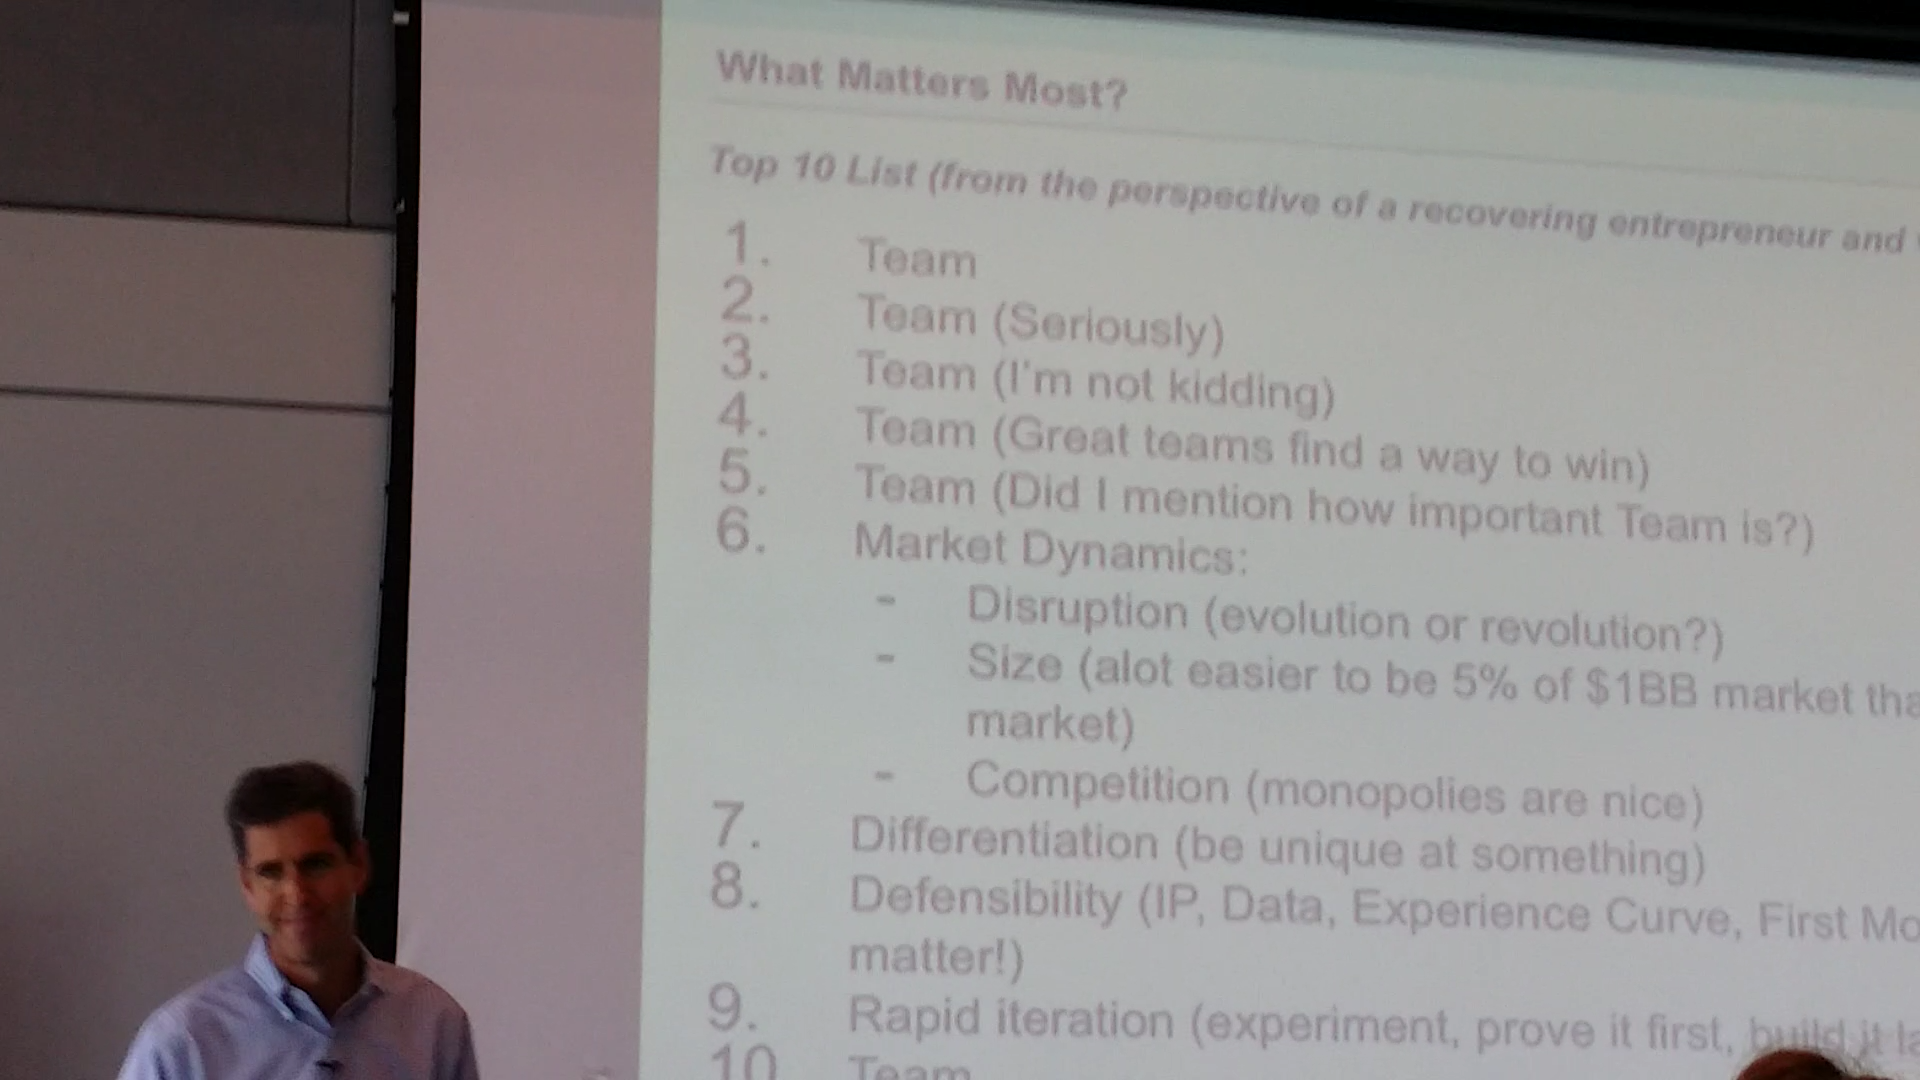 What Matters Most?
Top 10 List (from the perspective of a recovering entrepreneur and
1. Team
2. Team (Seriously)
3. Team (I'm not kidding)
4. Team (Great teams find a way to win)
5. Team (Did I mention how important Team is?)
6. Market Dynamics:
- Disruption (evolution or revolution?)
- Size (alot easier to be 5% of $1BB market tha
market)
- Competition (monopolies are nice)
7. Differentiation (be unique at something)
8. Defensibility (IP, Data, Experience Curve, First Mo
matter!)
9. Rapid iteration (experiment, prove it first, build it la
10 Team